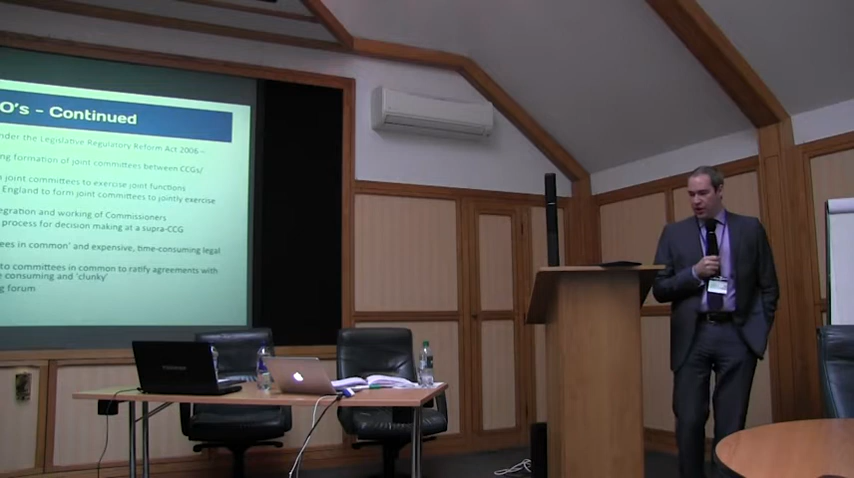 O's – Continued
nder the Legislative Regulatory Reform Act 2006 –
ng formation of joint committees between CCGs/
joint committees to exercise joint functions
England to form joint committees to jointly exercise
egration and working of Commissioners
process for decision making at a supra-CCG
ees in common' and expensive, time-consuming legal
to committees in common to ratify agreements with
e consuming and 'clunky'
g forum
TOSHIBA